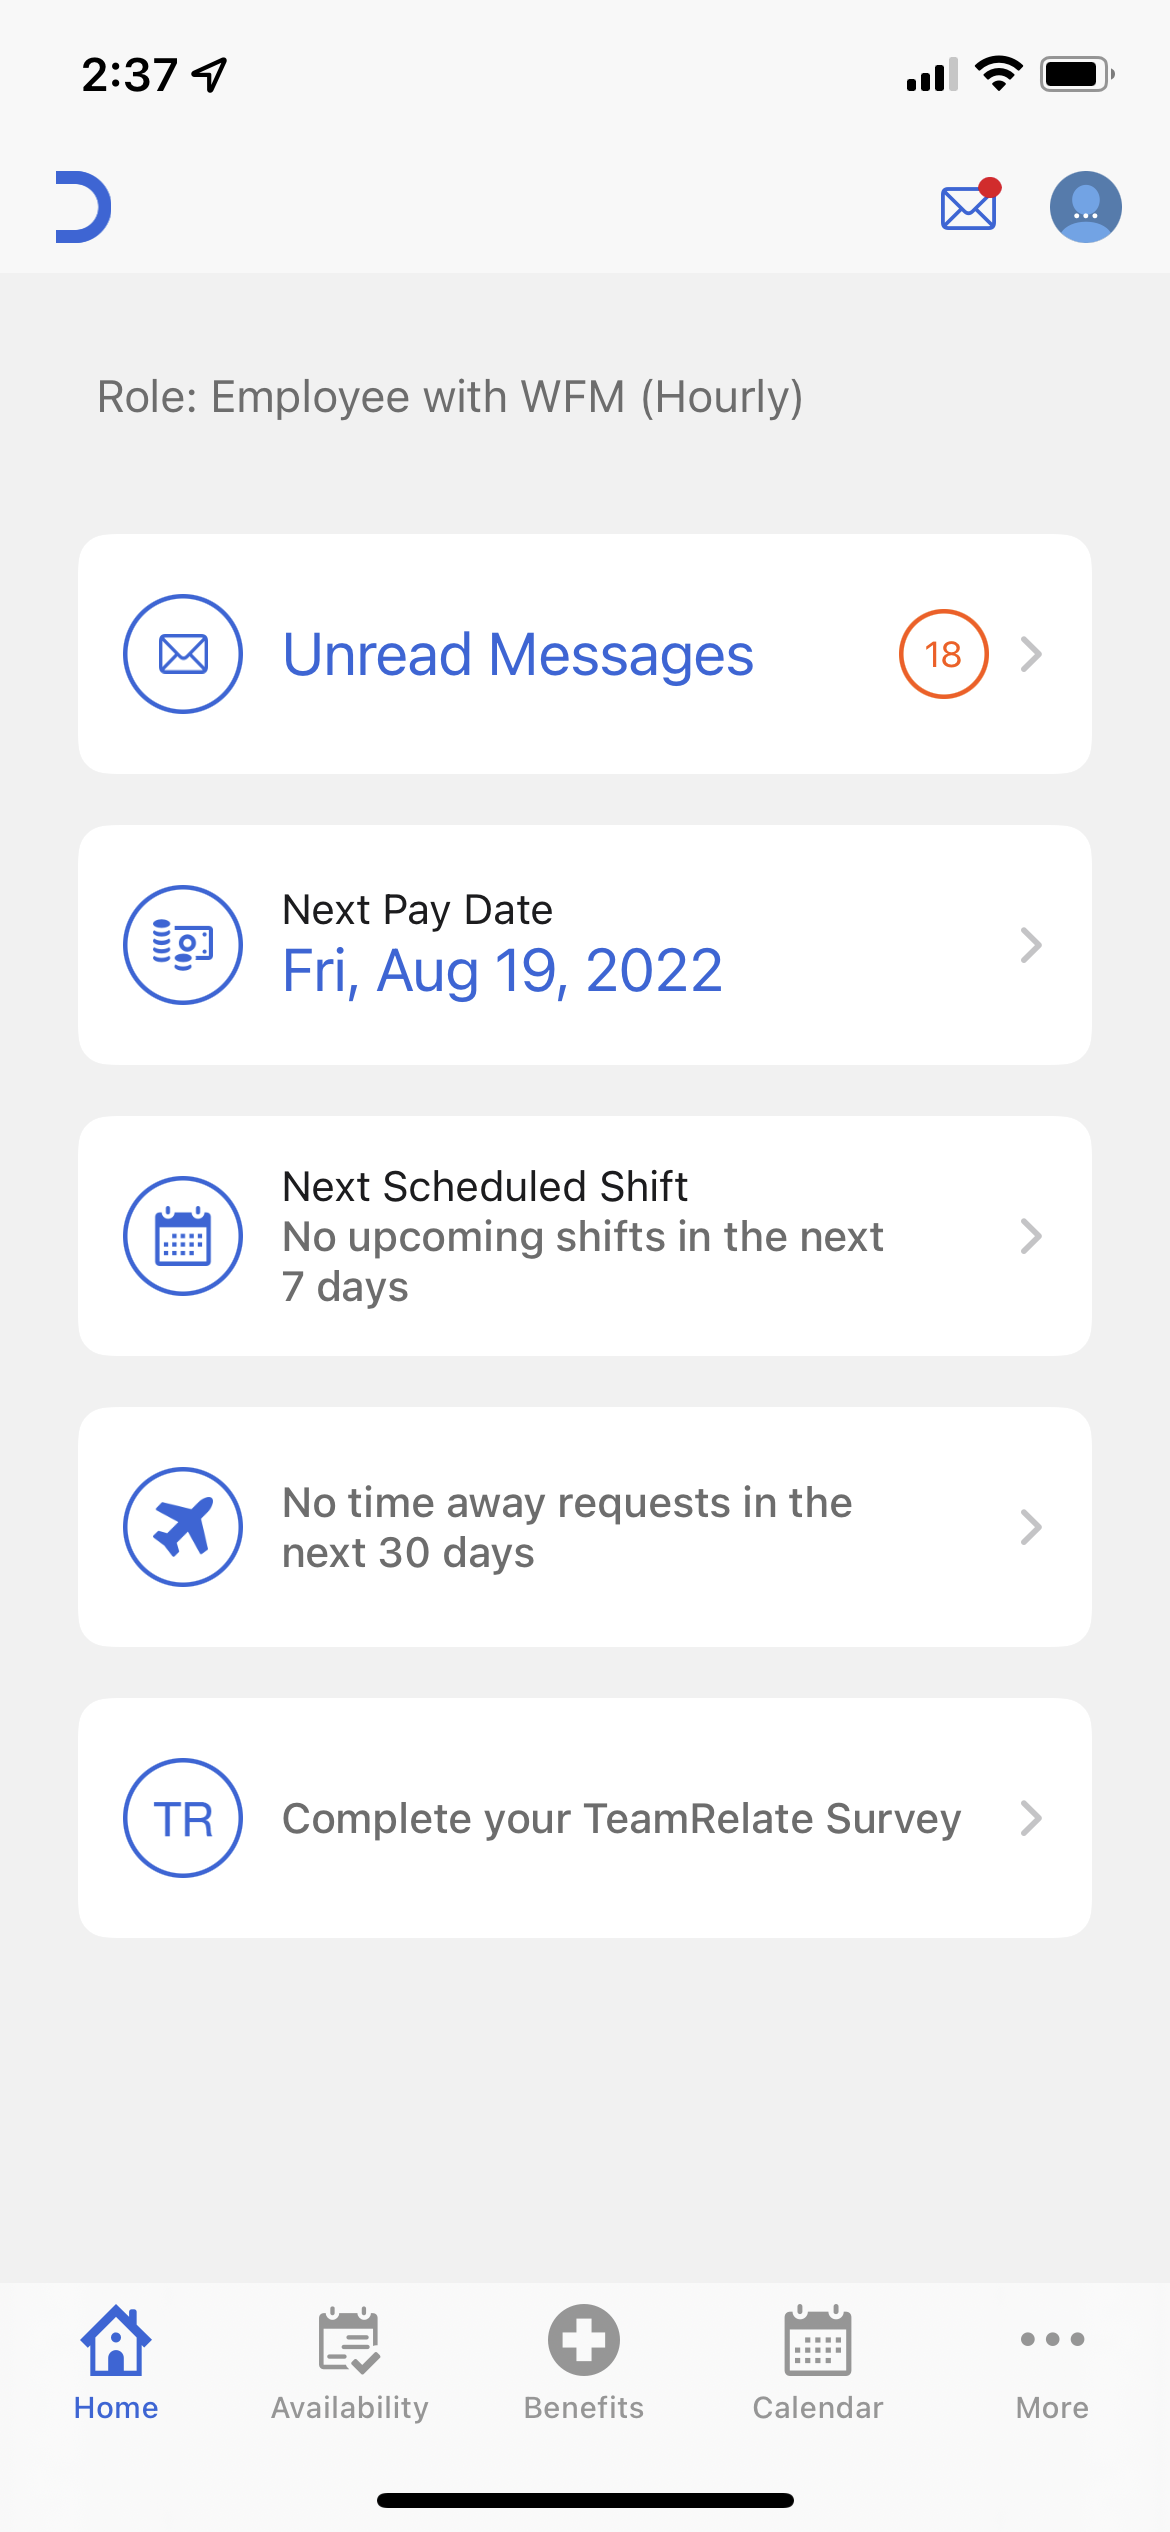 2:37
Role: Employee with WFM (Hourly)
Unread Messages
18
Next Pay Date
Fri, Aug 19, 2022
Next Scheduled Shift
No upcoming shifts in the next
7 days
No time away requests in the
next 30 days
TR
Complete your TeamRelate Survey
Home
Availability
Benefits
Calendar
More